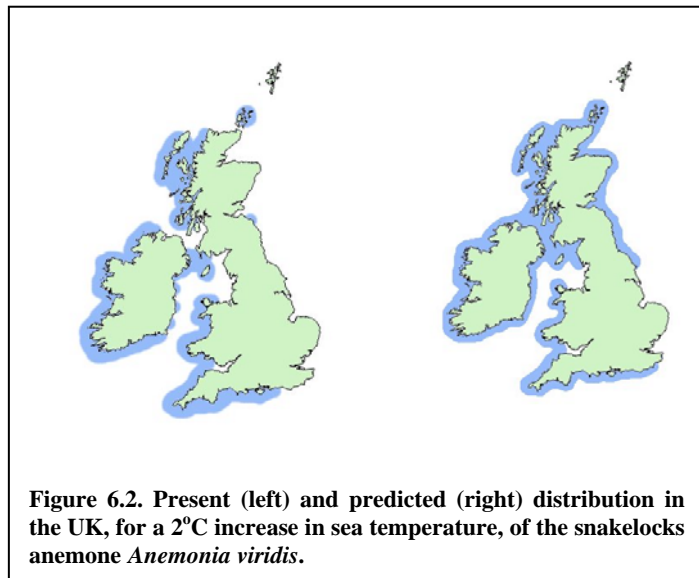 Figure 6.2. Present (left) and predicted (right) distribution in
the UK, for a 2°C increase in sea temperature, of the snakelocks
anemone Anemonia viridis.